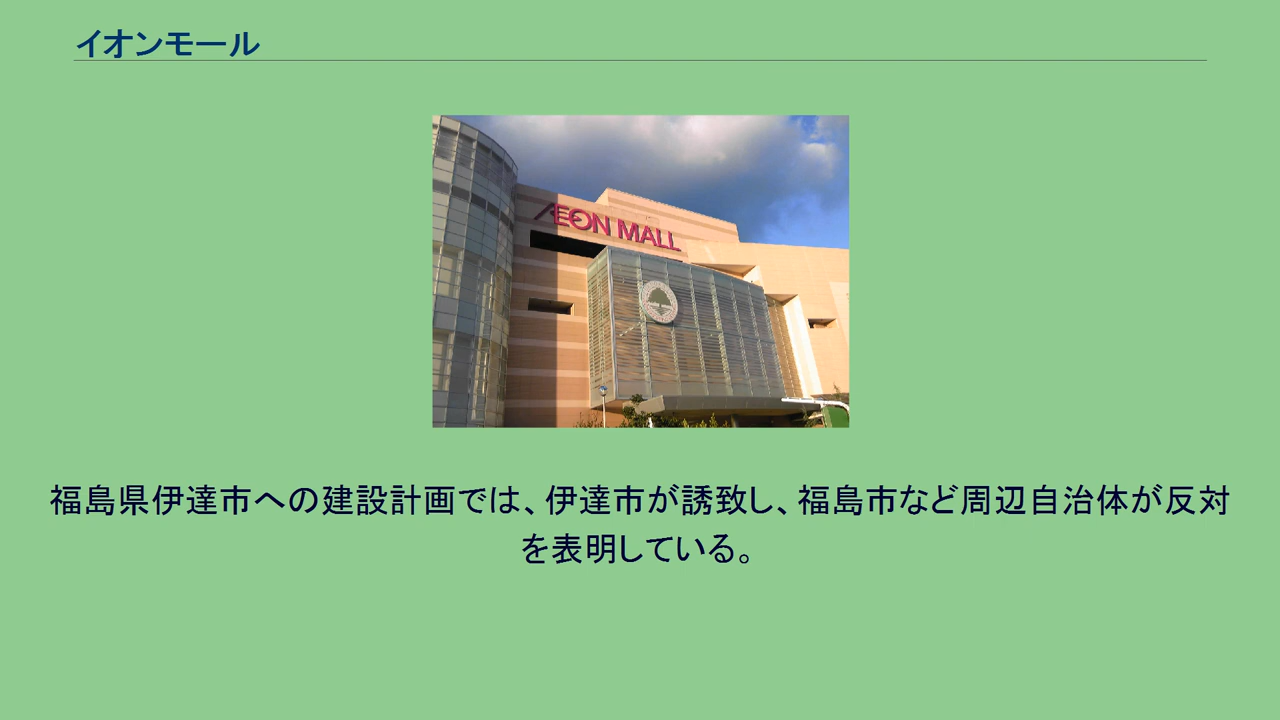 イオンモール
ÆON MALL
福島県伊達市への建設計画では、伊達市が誘致し、福島市など周辺自治体が反対
を表明している。